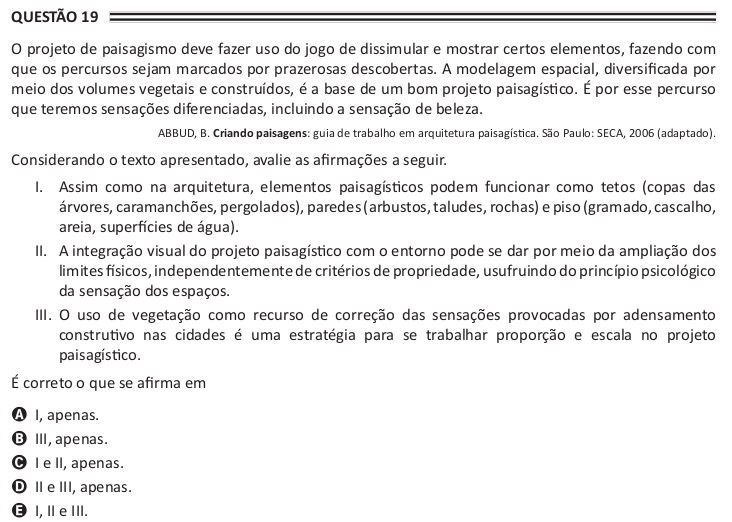 QUESTÃO 19
O projeto de paisagismo deve fazer uso do jogo de dissimular e mostrar certos elementos, fazendo com
que os percursos sejam marcados por prazerosas descobertas. A modelagem espacial, diversificada por
meio dos volumes vegetais e construídos, é a base de um bom projeto paisagístico. É por esse percurso
que teremos sensações diferenciadas, incluindo a sensação de beleza.
ABBUD, B. Criando paisagens: guia de trabalho em arquitetura paisagística. São Paulo: SECA, 2006 (adaptado).
Considerando o texto apresentado, avalie as afirmações a seguir.
I. Assim como na arquitetura, elementos paisagísticos podem funcionar como tetos (copas das
árvores, caramanchões, pergolados), paredes (arbustos, taludes, rochas) e piso (gramado, cascalho,
areia, superfícies de água).
II. A integração visual do projeto paisagístico com o entorno pode se dar por meio da ampliação dos
limites físicos, independentemente de critérios de propriedade, usufruindo do princípio psicológico
da sensação dos espaços.
III. O uso de vegetação como recurso de correção das sensações provocadas por adensamento
construtivo nas cidades é uma estratégia para se trabalhar proporção e escala no projeto
paisagístico.
É correto o que se afirma em
A I, apenas.
B III, apenas.
C I e II, apenas.
D II e III, apenas.
E I, II e III.